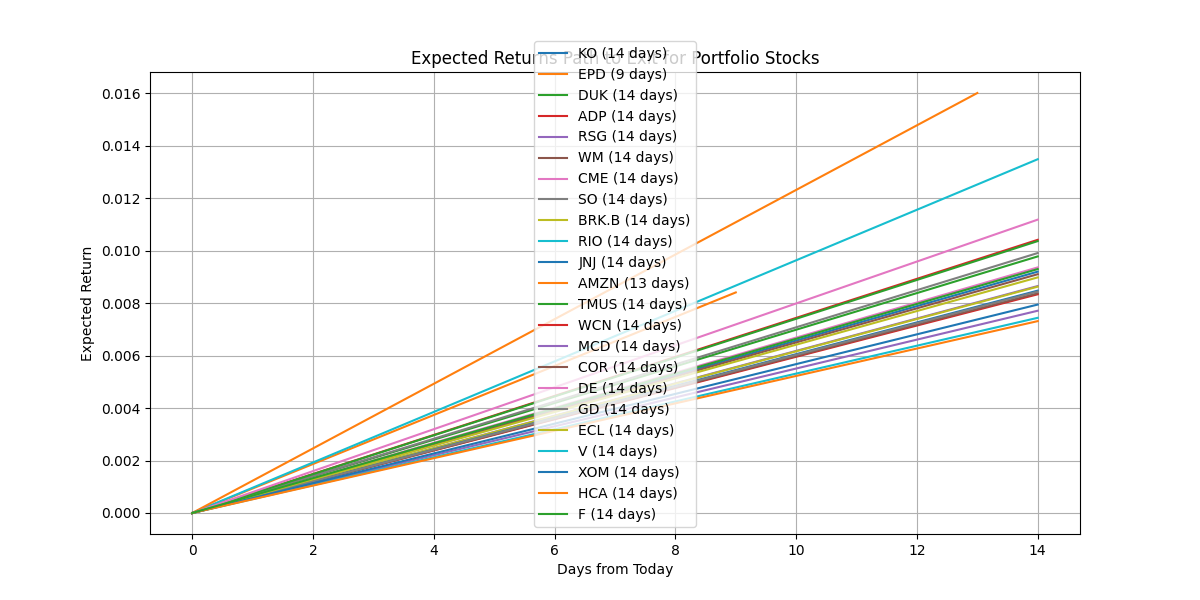 Expected Returns Path to Exit for Portfolio Stocks
Expected Return
0.016
0.014
0.012
0.010
0.008
0.006
0.004
0.002
0.000
KO (14 days)
EPD (9 days)
DUK (14 days)
ADP (14 days)
RSG (14 days)
WM (14 days)
CME (14 days)
SO (14 days)
BRK.B (14 days)
RIO (14 days)
JNJ (14 days)
AMZN (13 days)
TMUS (14 days)
WCN (14 days)
MCD (14 days)
COR (14 days)
DE (14 days)
GD (14 days)
ECL (14 days)
V (14 days)
XOM (14 days)
HCA (14 days)
F (14 days)
0 2 4 6 8 10 12 14
Days from Today